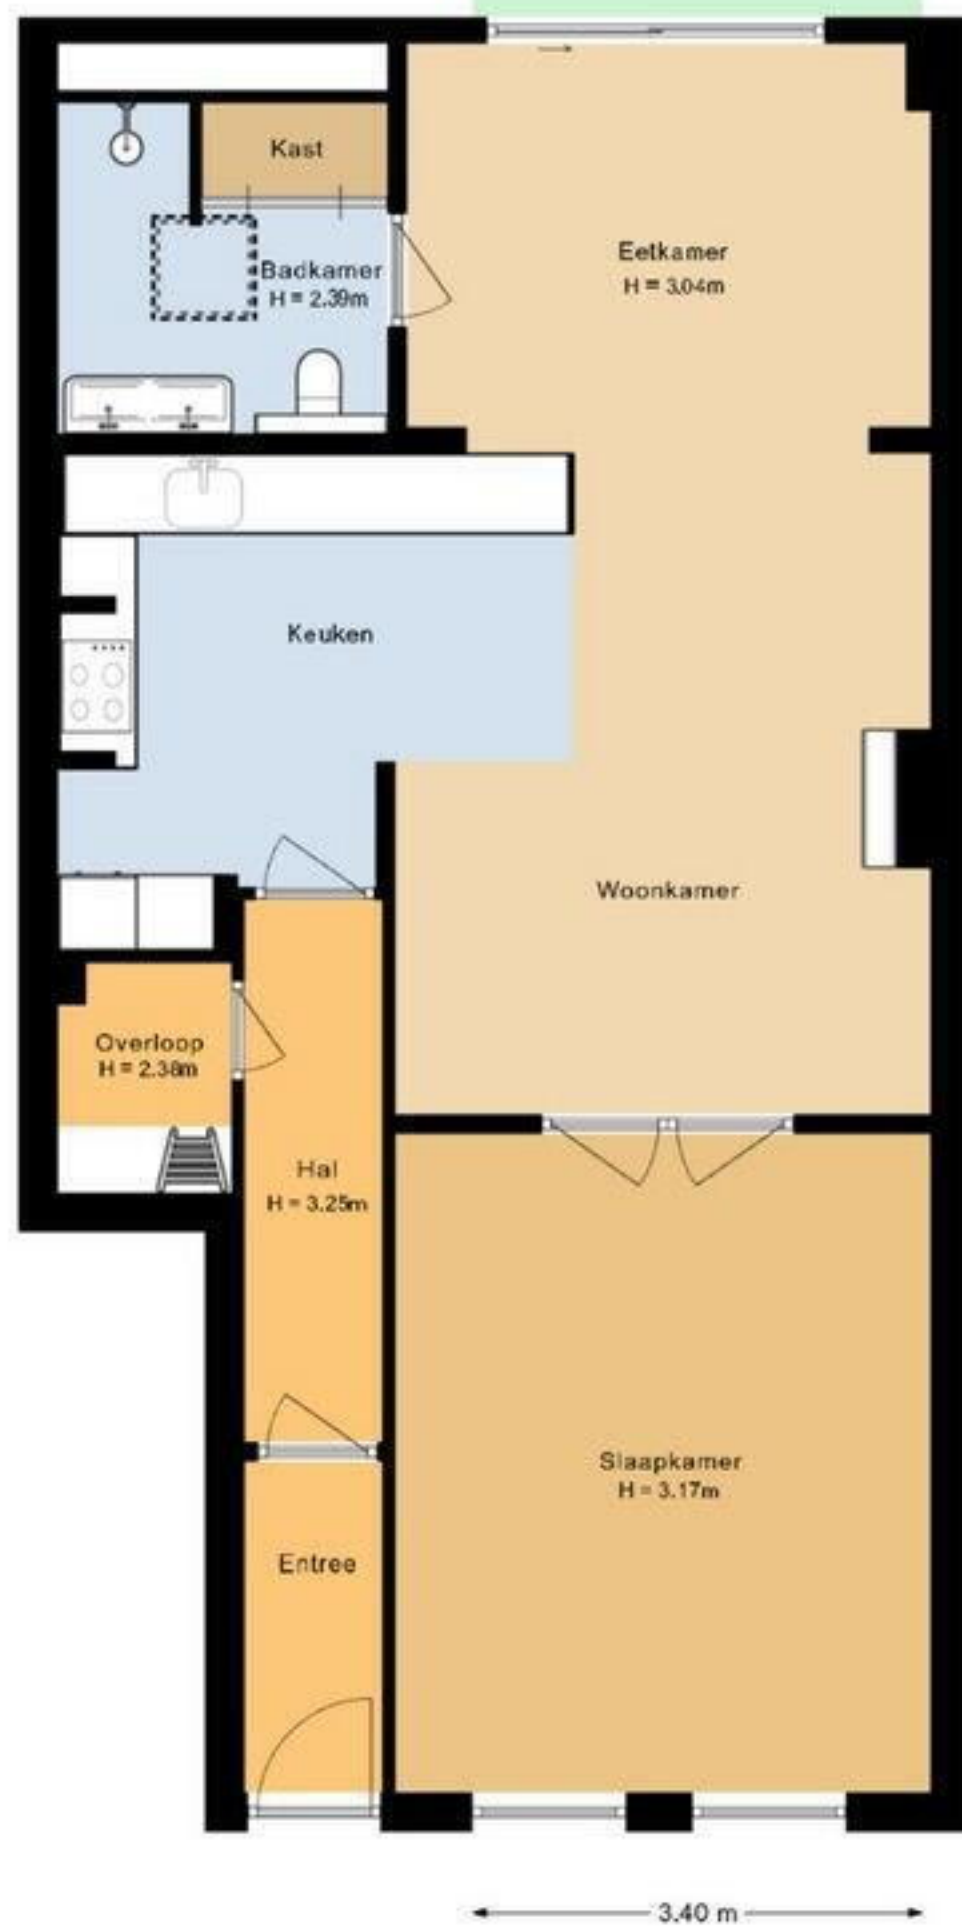 Kast
Eetkamer
H = 3.04m
Badkamer
H = 2.39m
Keuken
Woonkamer
Overloop
H = 2.38m
Hal
H = 3.25m
Slaapkamer
H = 3.17m
Entree
3.40 m